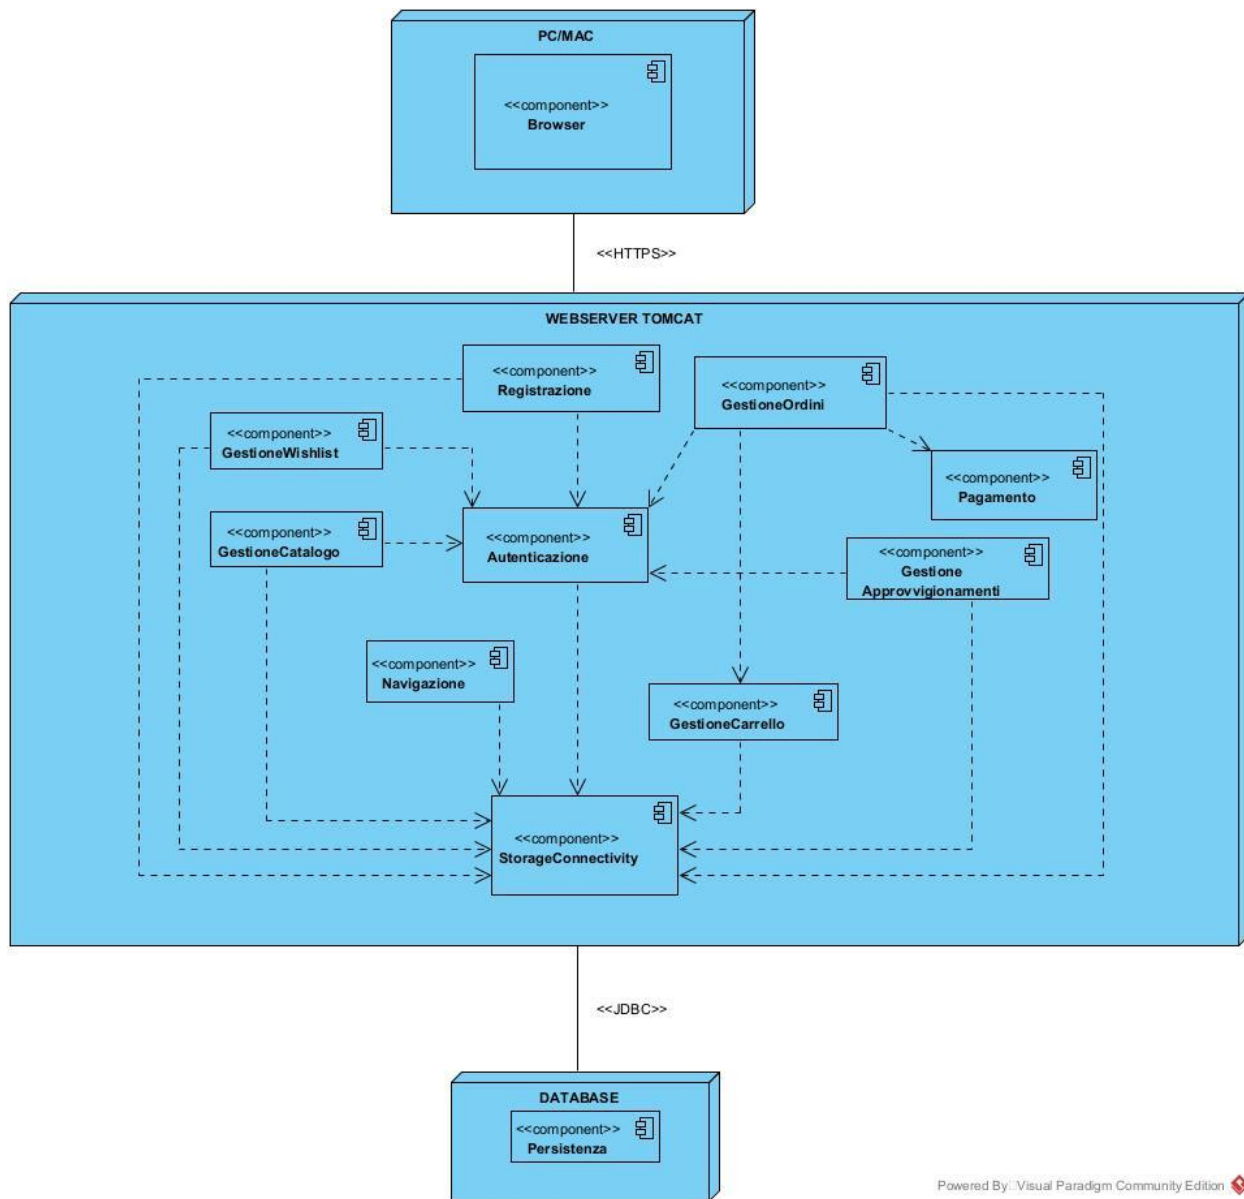 PC/MAC
<<component>>
Browser
<<HTTPS>>
WEBSERVER TOMCAT
<<component>>
Registrazione
<<component>>
GestioneOrdini
<<component>>
GestioneWishlist
<<component>>
Pagamento
<<component>>
GestioneCatalogo
<<component>>
Autenticazione
<<component>>
Gestione
Approvvigionamenti
<<component>>
Navigazione
<<component>>
GestioneCarrello
<<component>>
StorageConnectivity
<<JDBC>>
DATABASE
<<component>>
Persistenza
Powered By Visual Paradigm Community Edition